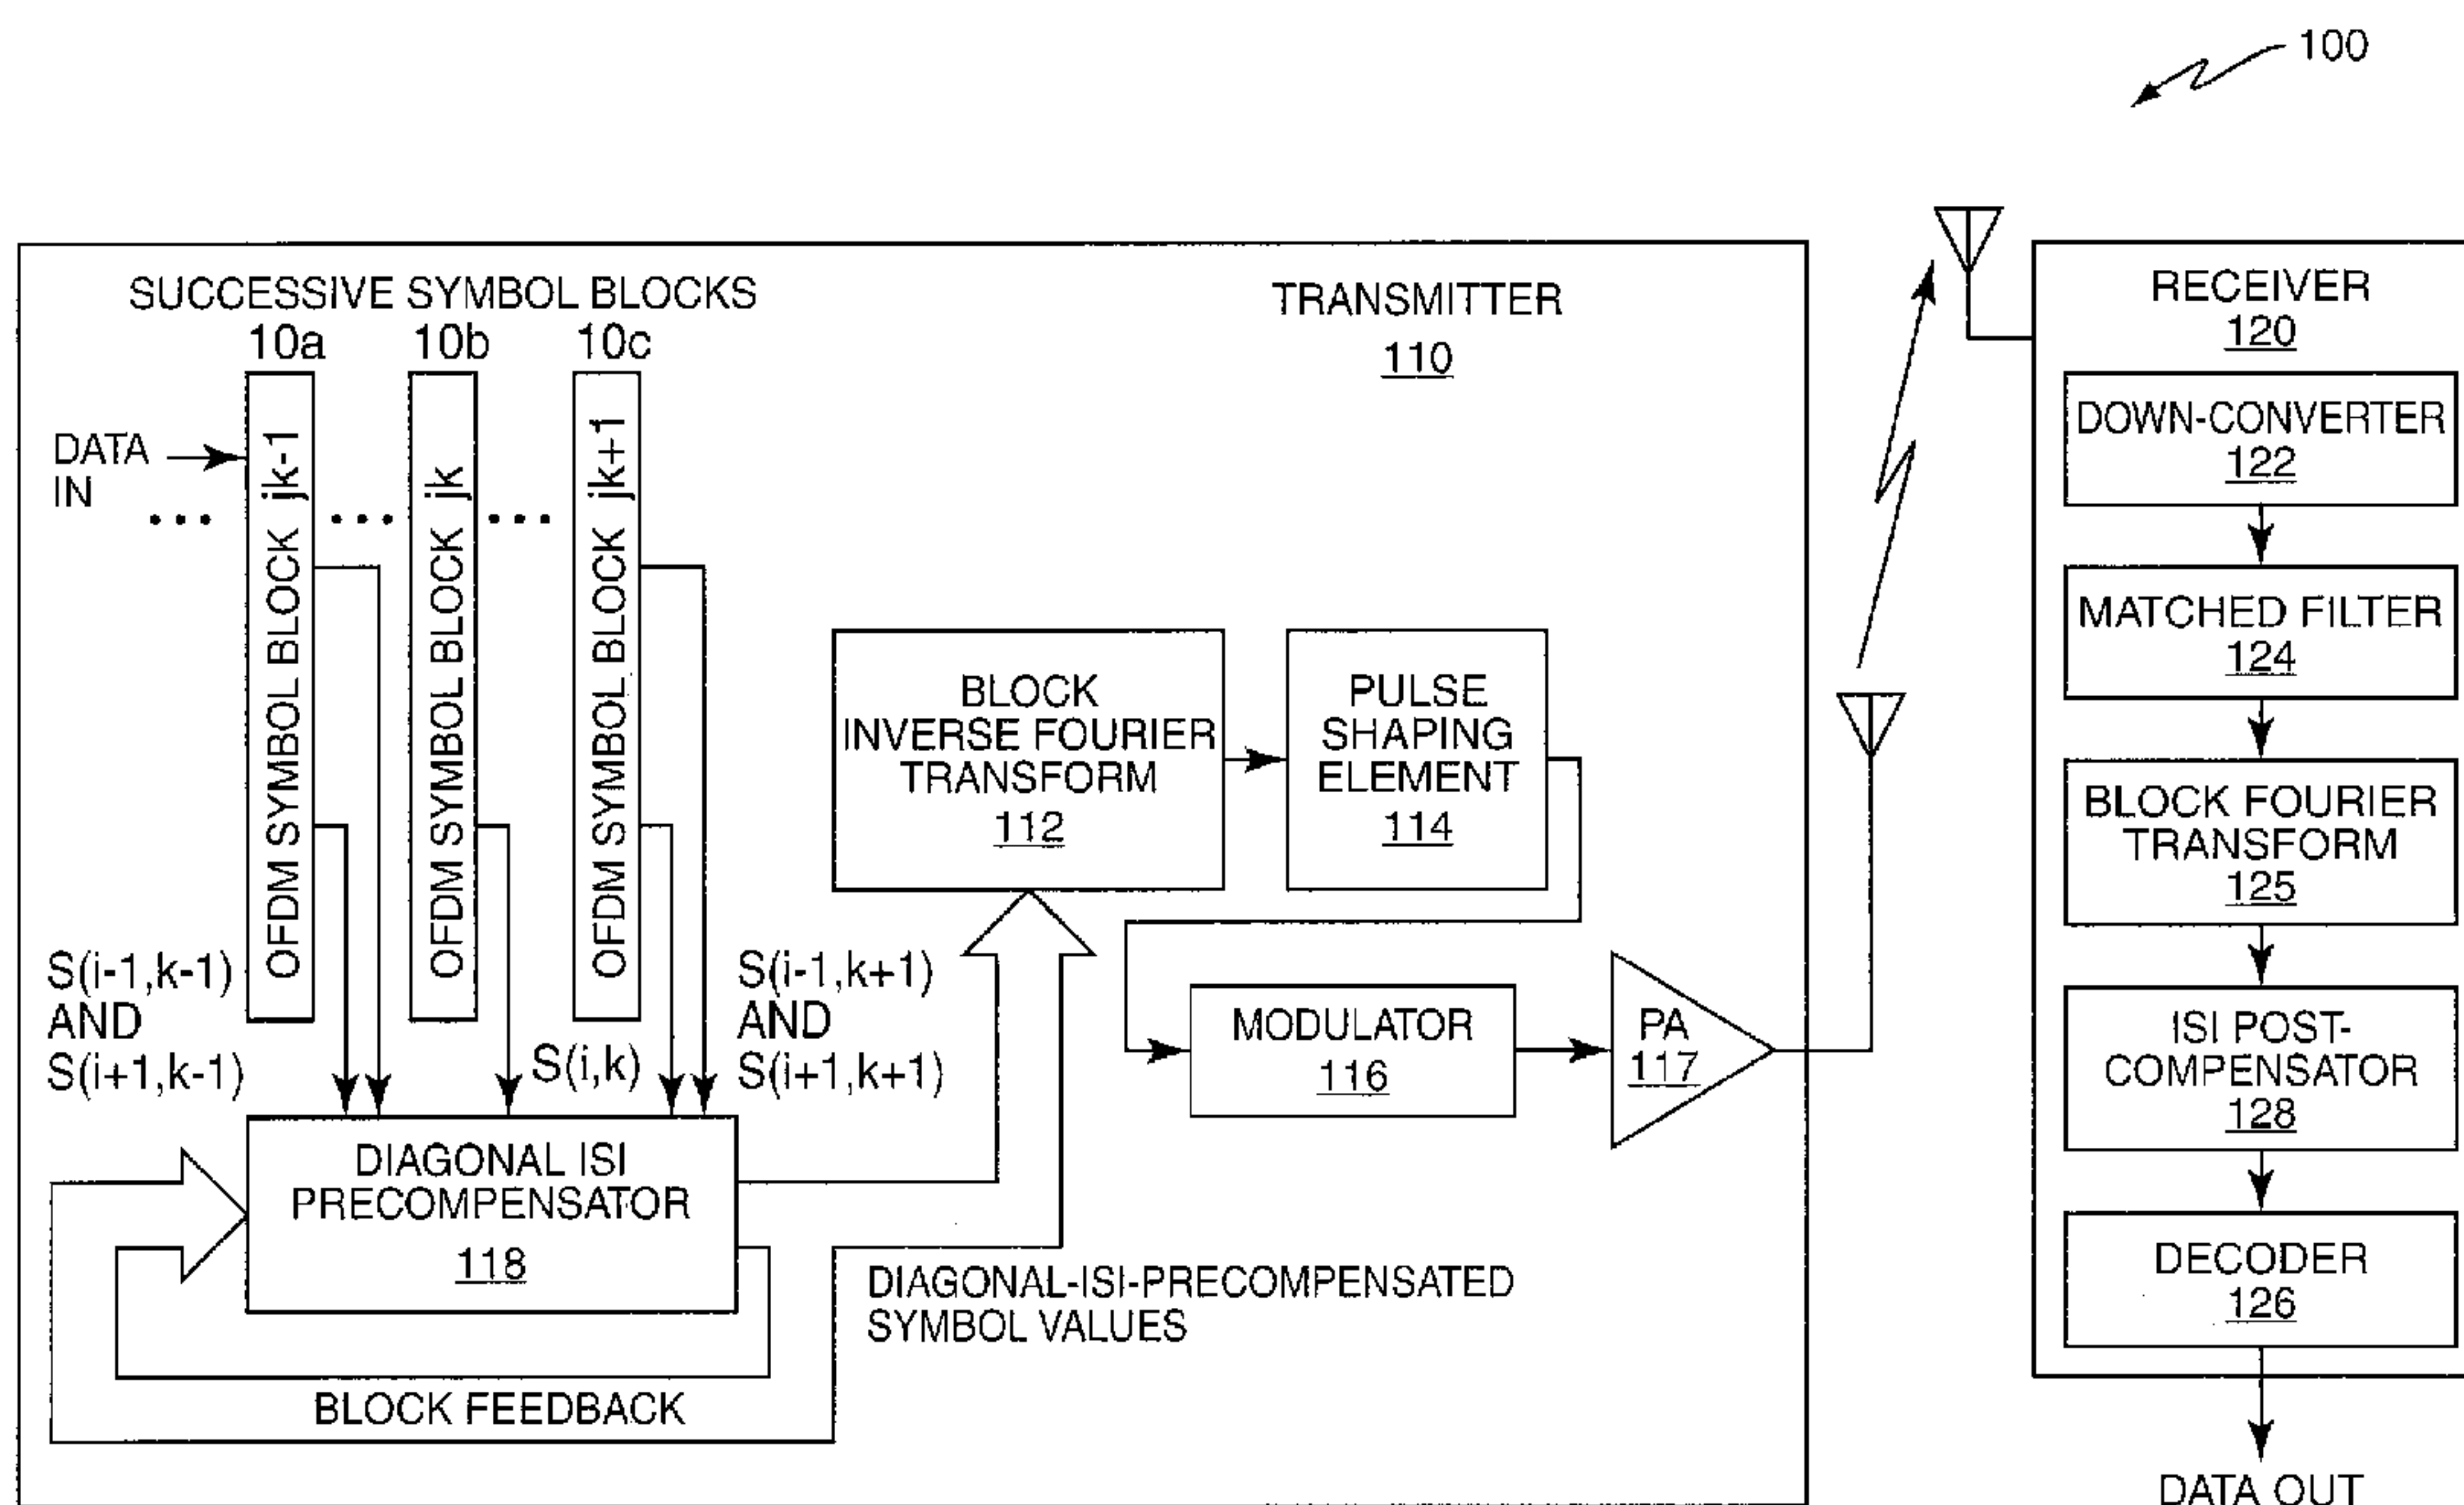 100
SUCCESSIVE SYMBOL BLOCKS
10a 10b 10c
DATA
IN
... ... ...
OFDM SYMBOL BLOCK jk-1
OFDM SYMBOL BLOCK jk
OFDM SYMBOL BLOCK jk+1
S(i-1,k-1)
AND
S(i+1,k-1)
S(i,k)
S(i-1,k+1)
AND
S(i+1,k+1)
DIAGONAL ISI
PRECOMPENSATOR
118
BLOCK FEEDBACK
DIAGONAL-ISI-PRECOMPENSATED
SYMBOL VALUES
TRANSMITTER
110
BLOCK
INVERSE FOURIER
TRANSFORM
112
PULSE
SHAPING
ELEMENT
114
MODULATOR
116
PA
117
RECEIVER
120
DOWN-CONVERTER
122
MATCHED FILTER
124
BLOCK FOURIER
TRANSFORM
125
ISI POST-
COMPENSATOR
128
DECODER
126
DATA OUT